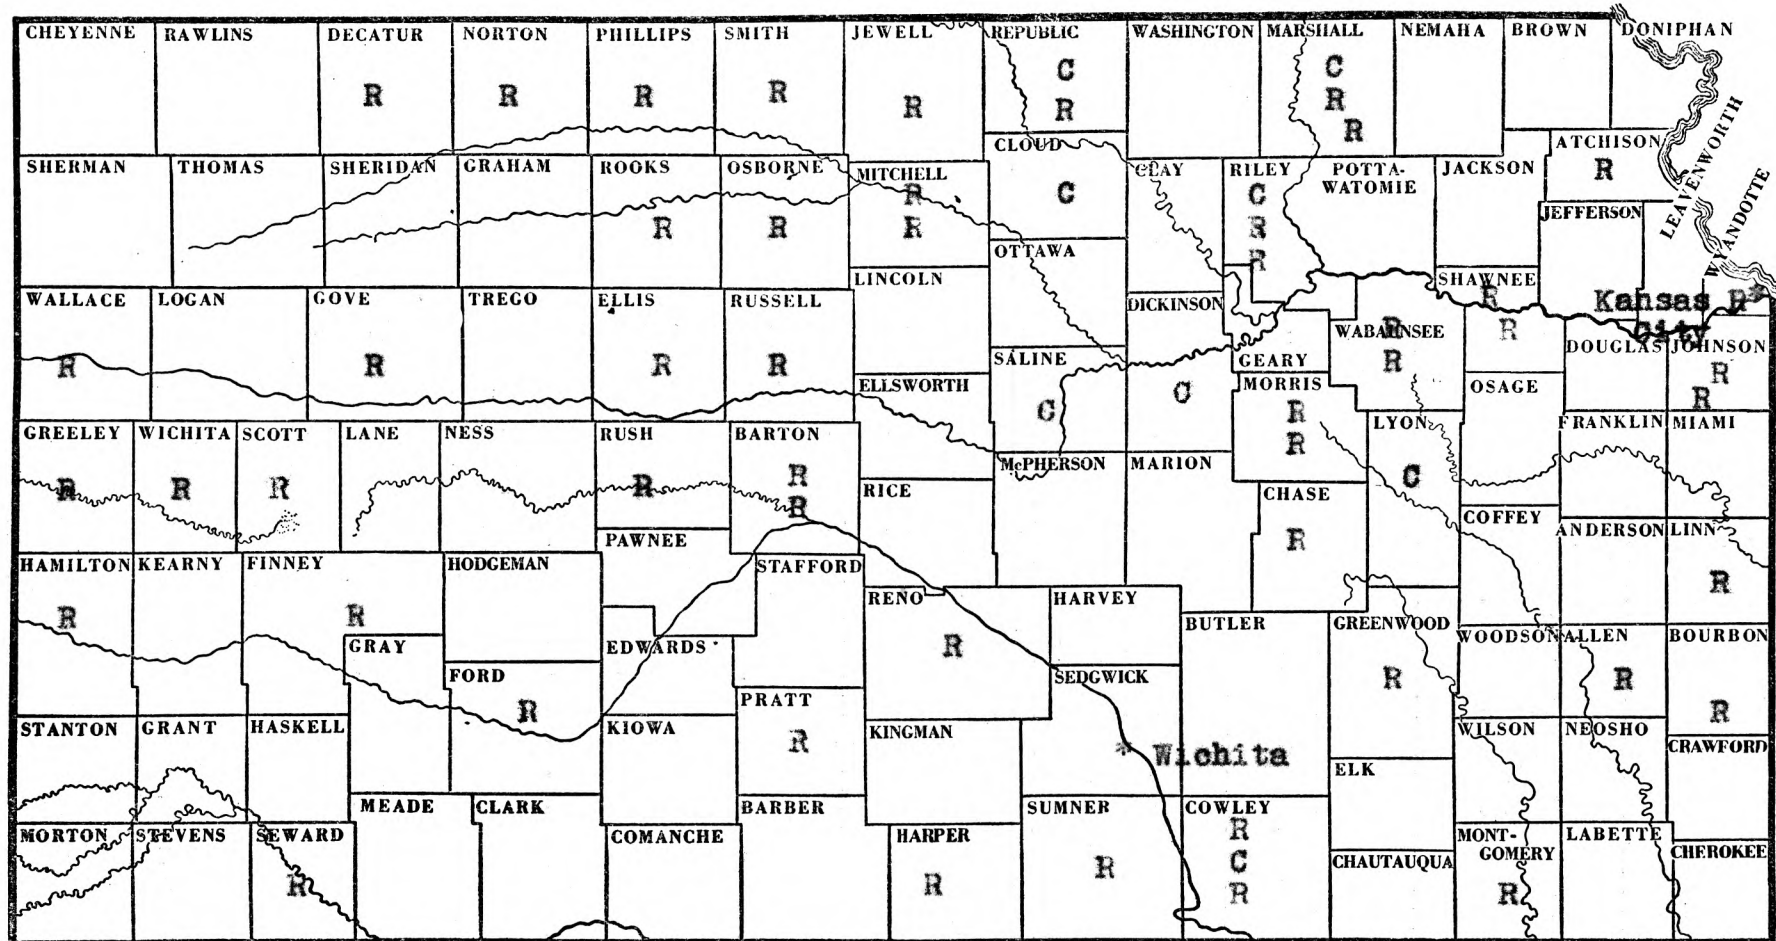 CHEYENNE RAWLINS DECATUR NORTON PHILLIPS SMITH JEWELL REPUBLIC WASHINGTON MARSHALL NEMAHA BROWN DONIPHAN
C C
R R R R R R R
R
ATCHISON
R
LEAVENWORTH
WYANDOTTE
CLOUD
SHERMAN THOMAS SHERIDAN GRAHAM ROOKS OSBORNE MITCHELL CLAY RILEY POTTA-
WATOMIE
JACKSON
R C C
JEFFERSON
R R R R
R
OTTAWA
LINCOLN SHAWNEE
R
WALLACE LOGAN GOVE TREGO ELLIS RUSSELL DICKINSON Kansas R*
City
R
WABAUNSEE
R
DOUGLAS JOHNSON
R R R R R SALINE GEARY R R
ELLSWORTH MORRIS OSAGE
C C R R
GREELEY WICHITA SCOTT LANE NESS RUSH BARTON LYON FRANKLIN MIAMI
R
McPHERSON MARION
R R R R R C
RICE CHASE
R
COFFEY
ANDERSON LINN
PAWNEE R
HAMILTON KEARNY FINNEY HODGEMAN STAFFORD
R
R R RENO HARVEY
BUTLER GREENWOOD WOODSON ALLEN BOURBON
GRAY EDWARDS R
FORD SEDGWICK R R
PRATT
R R
STANTON GRANT HASKELL KIOWA KINGMAN WILSON NEOSHO
R CRAWFORD
* Wichita
ELK
MEADE CLARK BARBER SUMNER COWLEY
MORTON STEVENS SEWARD COMANCHE HARPER R MONT-
GOMERY
LABETTE
CHAUTAUQUA CHEROKEE
C
R R R R R